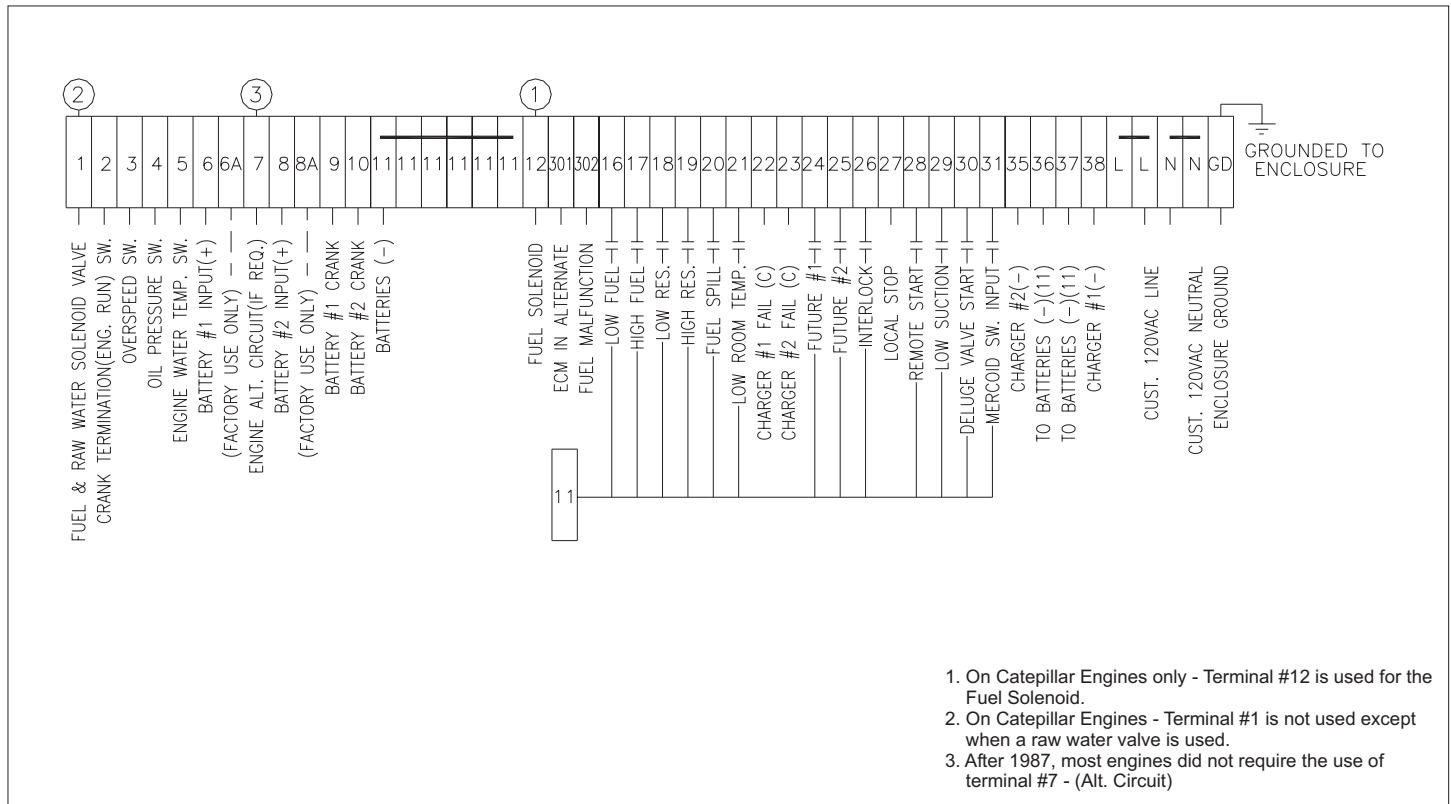 2 3 1
1 2 3 4 5 6 6A 7 8 8A 9 10 11 11 11 11 11 11 12 301 302 16 17 18 19 20 21 22 23 24 25 26 27 28 29 30 31 35 36 37 38 L L N N GD
GROUNDED TO
ENCLOSURE
FUEL & RAW WATER SOLENOID VALVE
CRANK TERMINATION(ENG. RUN) SW.
OVERSPEED SW.
OIL PRESSURE SW.
ENGINE WATER TEMP. SW.
BATTERY #1 INPUT(+)
(FACTORY USE ONLY)
ENGINE ALT. CIRCUIT(IF REQ.)
BATTERY #2 INPUT(+)
(FACTORY USE ONLY)
BATTERY #1 CRANK
BATTERY #2 CRANK
BATTERIES (-)
FUEL SOLENOID
ECM IN ALTERNATE
FUEL MALFUNCTION
LOW FUEL
HIGH FUEL
LOW RES.
HIGH RES.
FUEL SPILL
LOW ROOM TEMP.
CHARGER #1 FAIL (C)
CHARGER #2 FAIL (C)
FUTURE #1
FUTURE #2
INTERLOCK
LOCAL STOP
REMOTE START
LOW SUCTION
DELUGE VALVE START
MERCOID SW. INPUT
CHARGER #2(-)
TO BATTERIES (-)(11)
TO BATTERIES (-)(11)
CHARGER #1(-)
CUST. 120VAC LINE
CUST. 120VAC NEUTRAL
ENCLOSURE GROUND
11
1. On Catepillar Engines only - Terminal #12 is used for the
Fuel Solenoid.
2. On Catepillar Engines - Terminal #1 is not used except
when a raw water valve is used.
3. After 1987, most engines did not require the use of
terminal #7 - (Alt. Circuit)